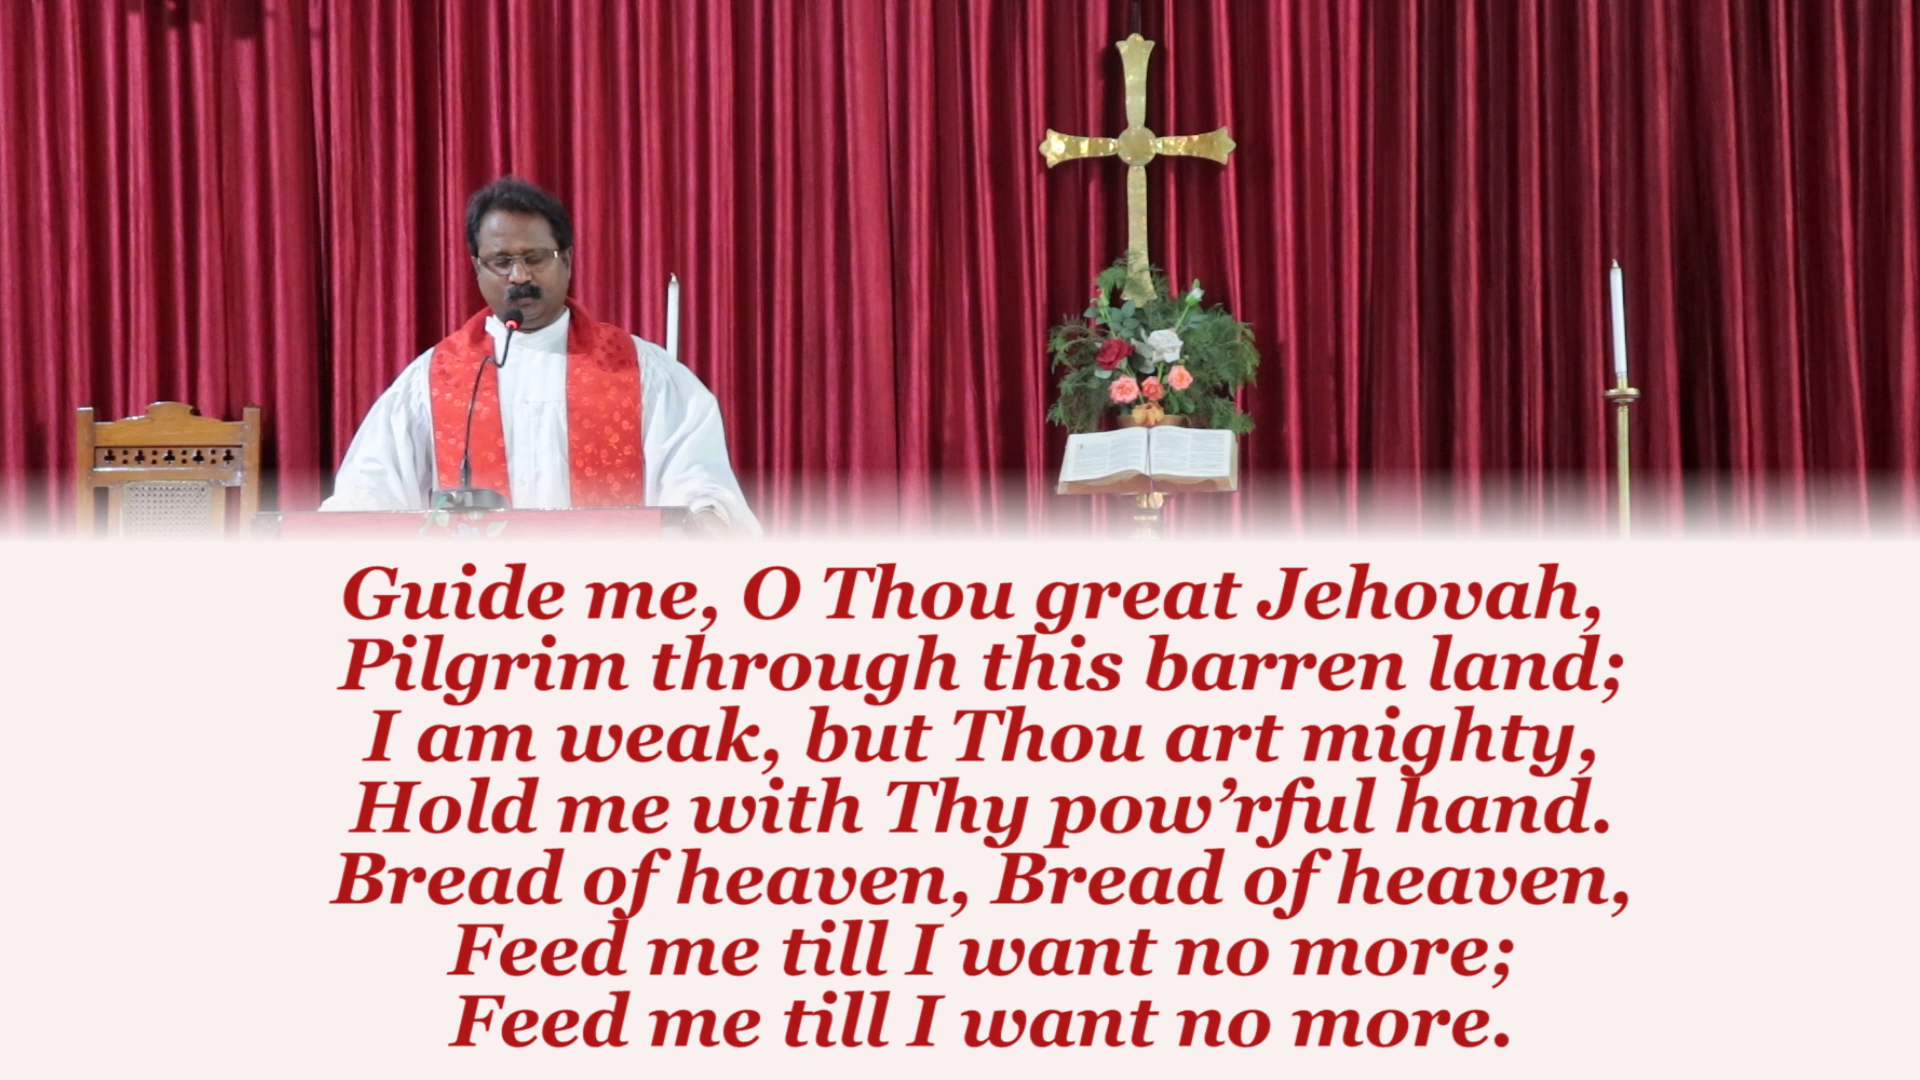 Guide me, O Thou great Jehovah,
Pilgrim through this barren land;
I am weak, but Thou art mighty,
Hold me with Thy pow’rful hand.
Bread of heaven, Bread of heaven,
Feed me till I want no more;
Feed me till I want no more.